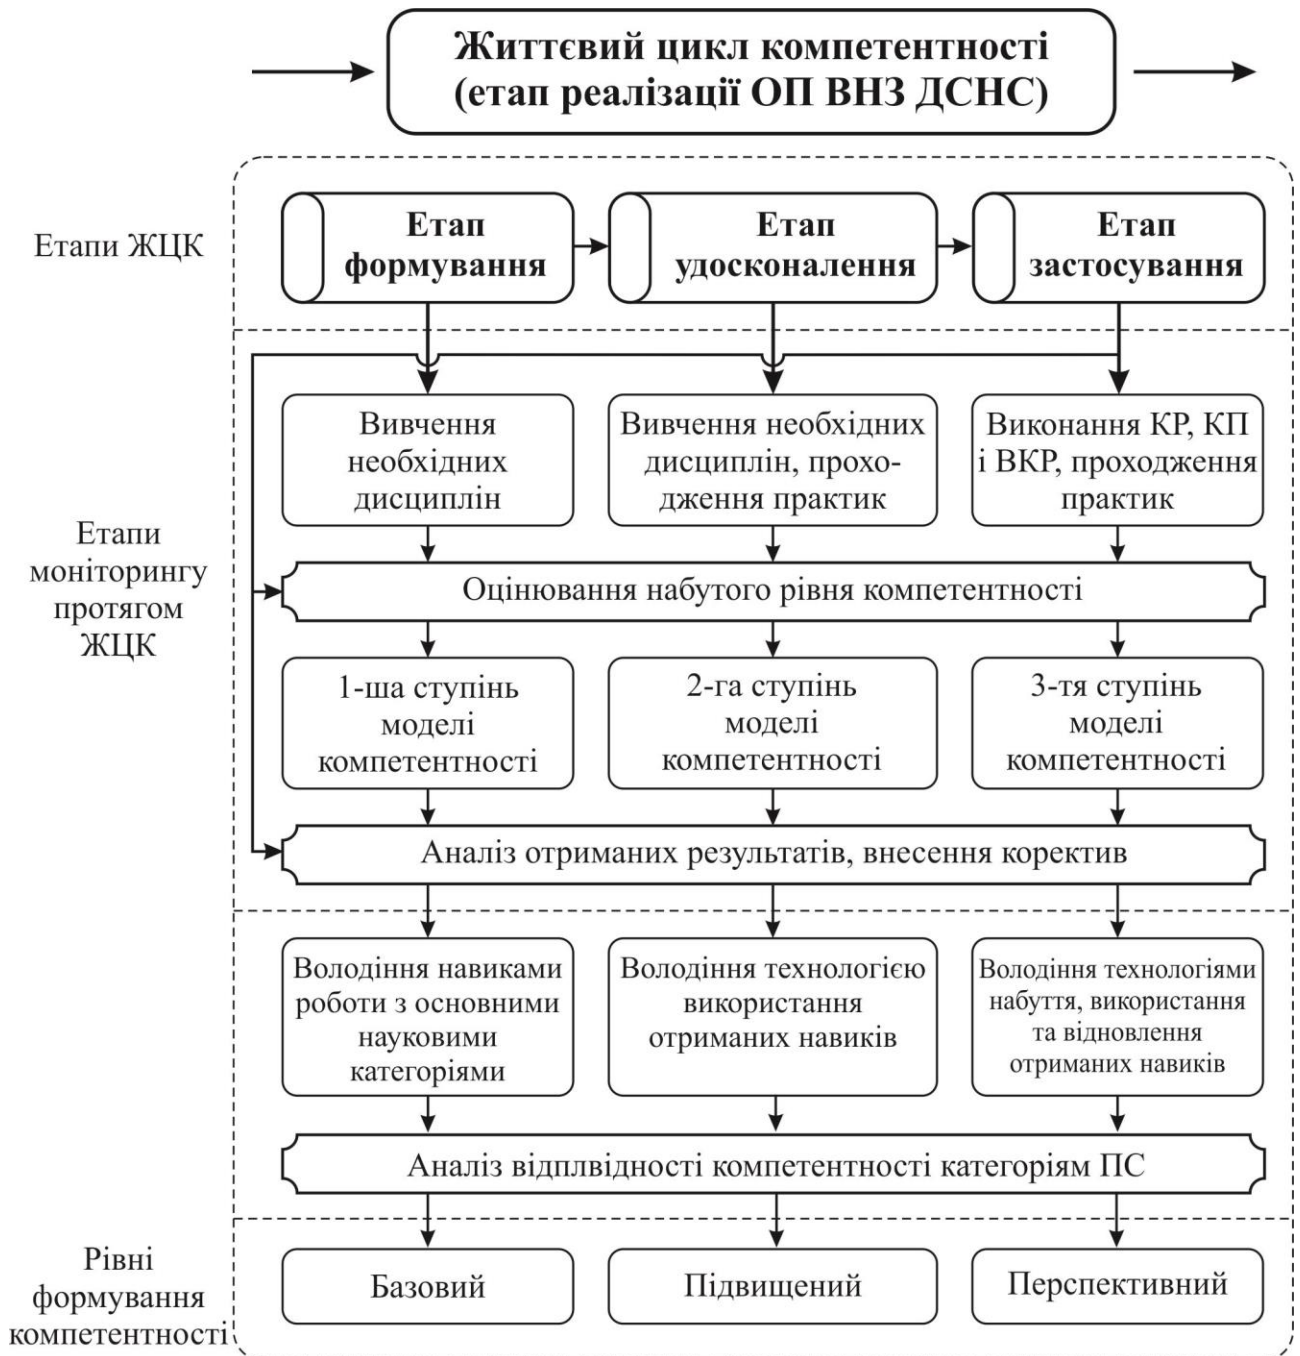 Життєвий цикл компетентності
(етап реалізації ОП ВНЗ ДСНС)
Етапи ЖЦК
Етап
формування
Етап
удосконалення
Етап
застосування
Етапи
моніторингу
протягом
ЖЦК
Вивчення
необхідних
дисциплін
Вивчення необхідних
дисциплін, прохо-
дження практик
Виконання КР, КП
і ВКР, проходження
практик
Оцінювання набутого рівня компетентності
1-ша ступінь
моделі
компетентності
2-га ступінь
моделі
компетентності
3-тя ступінь
моделі
компетентності
Аналіз отриманих результатів, внесення коректив
Володіння навиками
роботи з основними
науковими
категоріями
Володіння технологією
використання
отриманих навиків
Володіння технологіями
набуття, використання
та відновлення
отриманих навиків
Аналіз відплвідності компетентності категоріям ПС
Рівні
формування
компетентності
Базовий
Підвищений
Перспективний